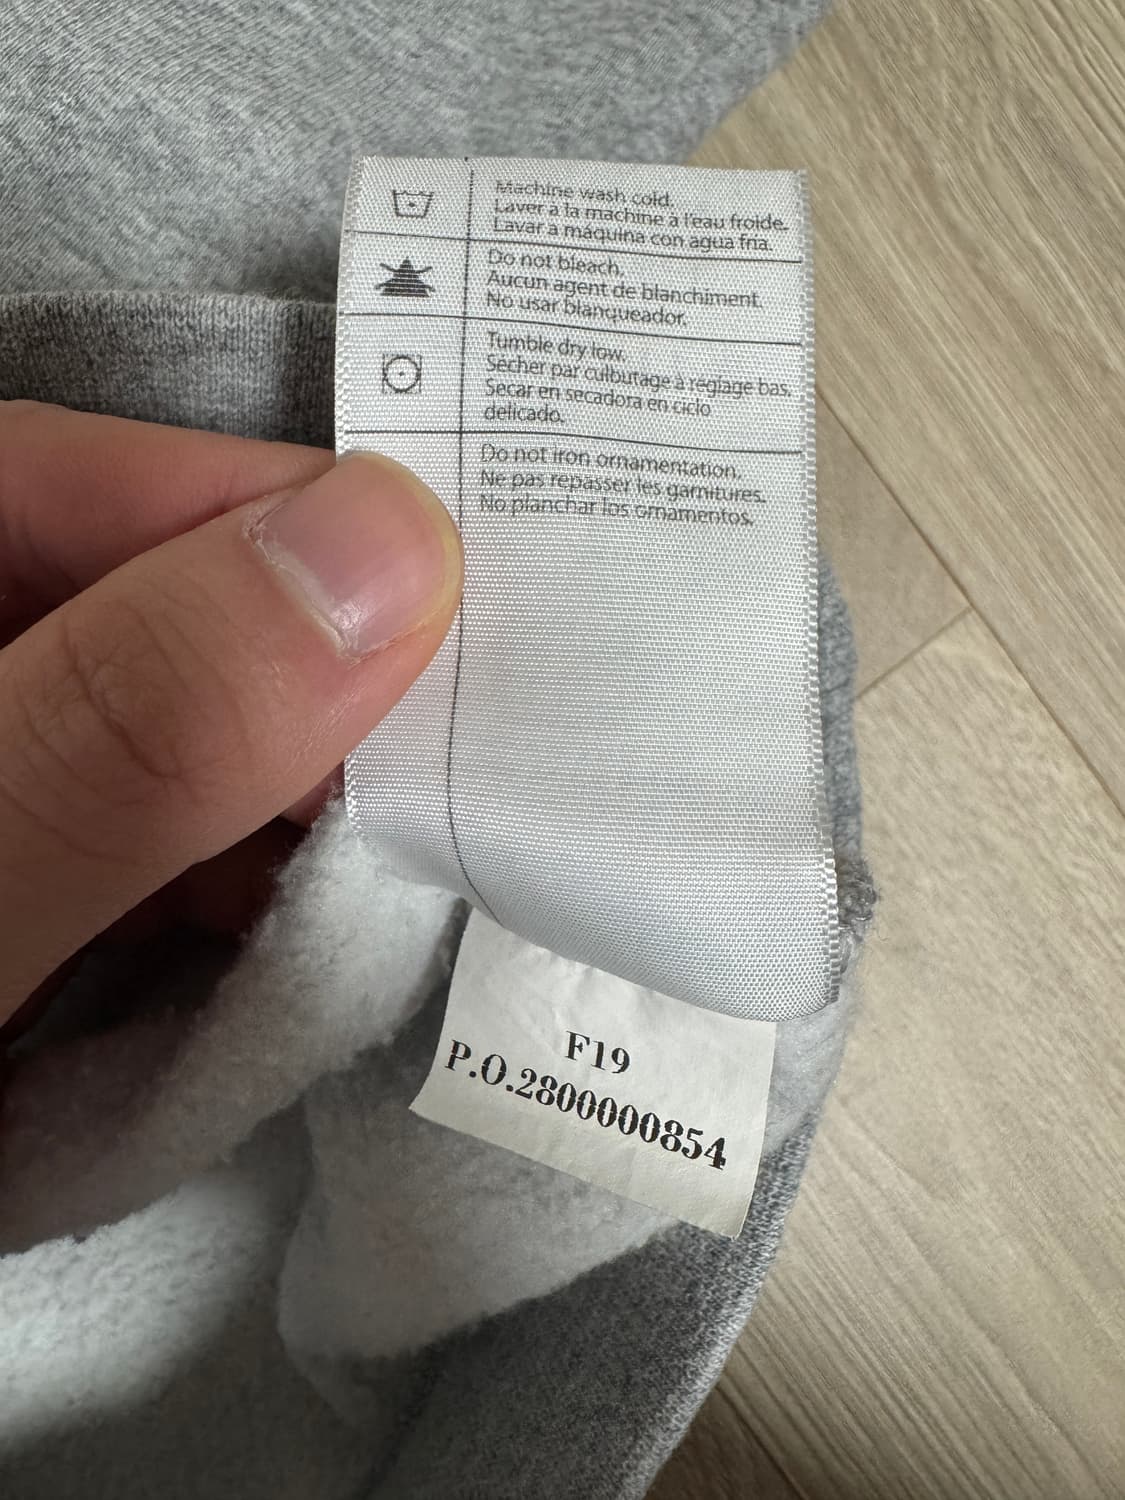 Machine wash cold.
Laver à la machine a l'eau froide.
Lavar a máquina con agua fria.
Do not bleach.
Aucun agent de blanchiment.
No usar blanqueador.
Tumble dry low.
Sécher par culbutage à reglage bas.
Secar en secadora en ciclo
delicado.
Do not iron ornamentation.
Ne pas repasser les garnitures.
No planchar los ornamentos.
F19
P.O.2800000854